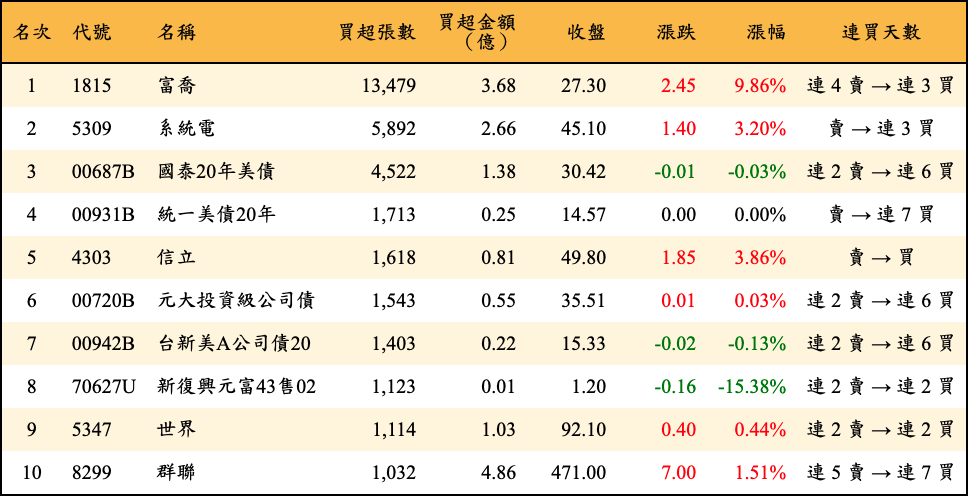 名次 代號 名稱 買超張數 買超金額（億） 收盤 漲跌 漲幅 連買天數
1 1815 富喬 13,479 3.68 27.30 2.45 9.86% 連 4 賣 → 連 3 買
2 5309 系統電 5,892 2.66 45.10 1.40 3.20% 賣 → 連 3 買
3 00687B 國泰20年美債 4,522 1.38 30.42 -0.01 -0.03% 連 2 賣 → 連 6 買
4 00931B 統一美債20年 1,713 0.25 14.57 0.00 0.00% 賣 → 連 7 買
5 4303 信立 1,618 0.81 49.80 1.85 3.86% 賣 → 買
6 00720B 元大投資級公司債 1,543 0.55 35.51 0.01 0.03% 連 2 賣 → 連 6 買
7 00942B 台新美A公司債20 1,403 0.22 15.33 -0.02 -0.13% 連 2 賣 → 連 6 買
8 70627U 新復興元富43售02 1,123 0.01 1.20 -0.16 -15.38% 連 2 賣 → 連 2 買
9 5347 世界 1,114 1.03 92.10 0.40 0.44% 連 2 賣 → 連 2 買
10 8299 群聯 1,032 4.86 471.00 7.00 1.51% 連 5 賣 → 連 7 買